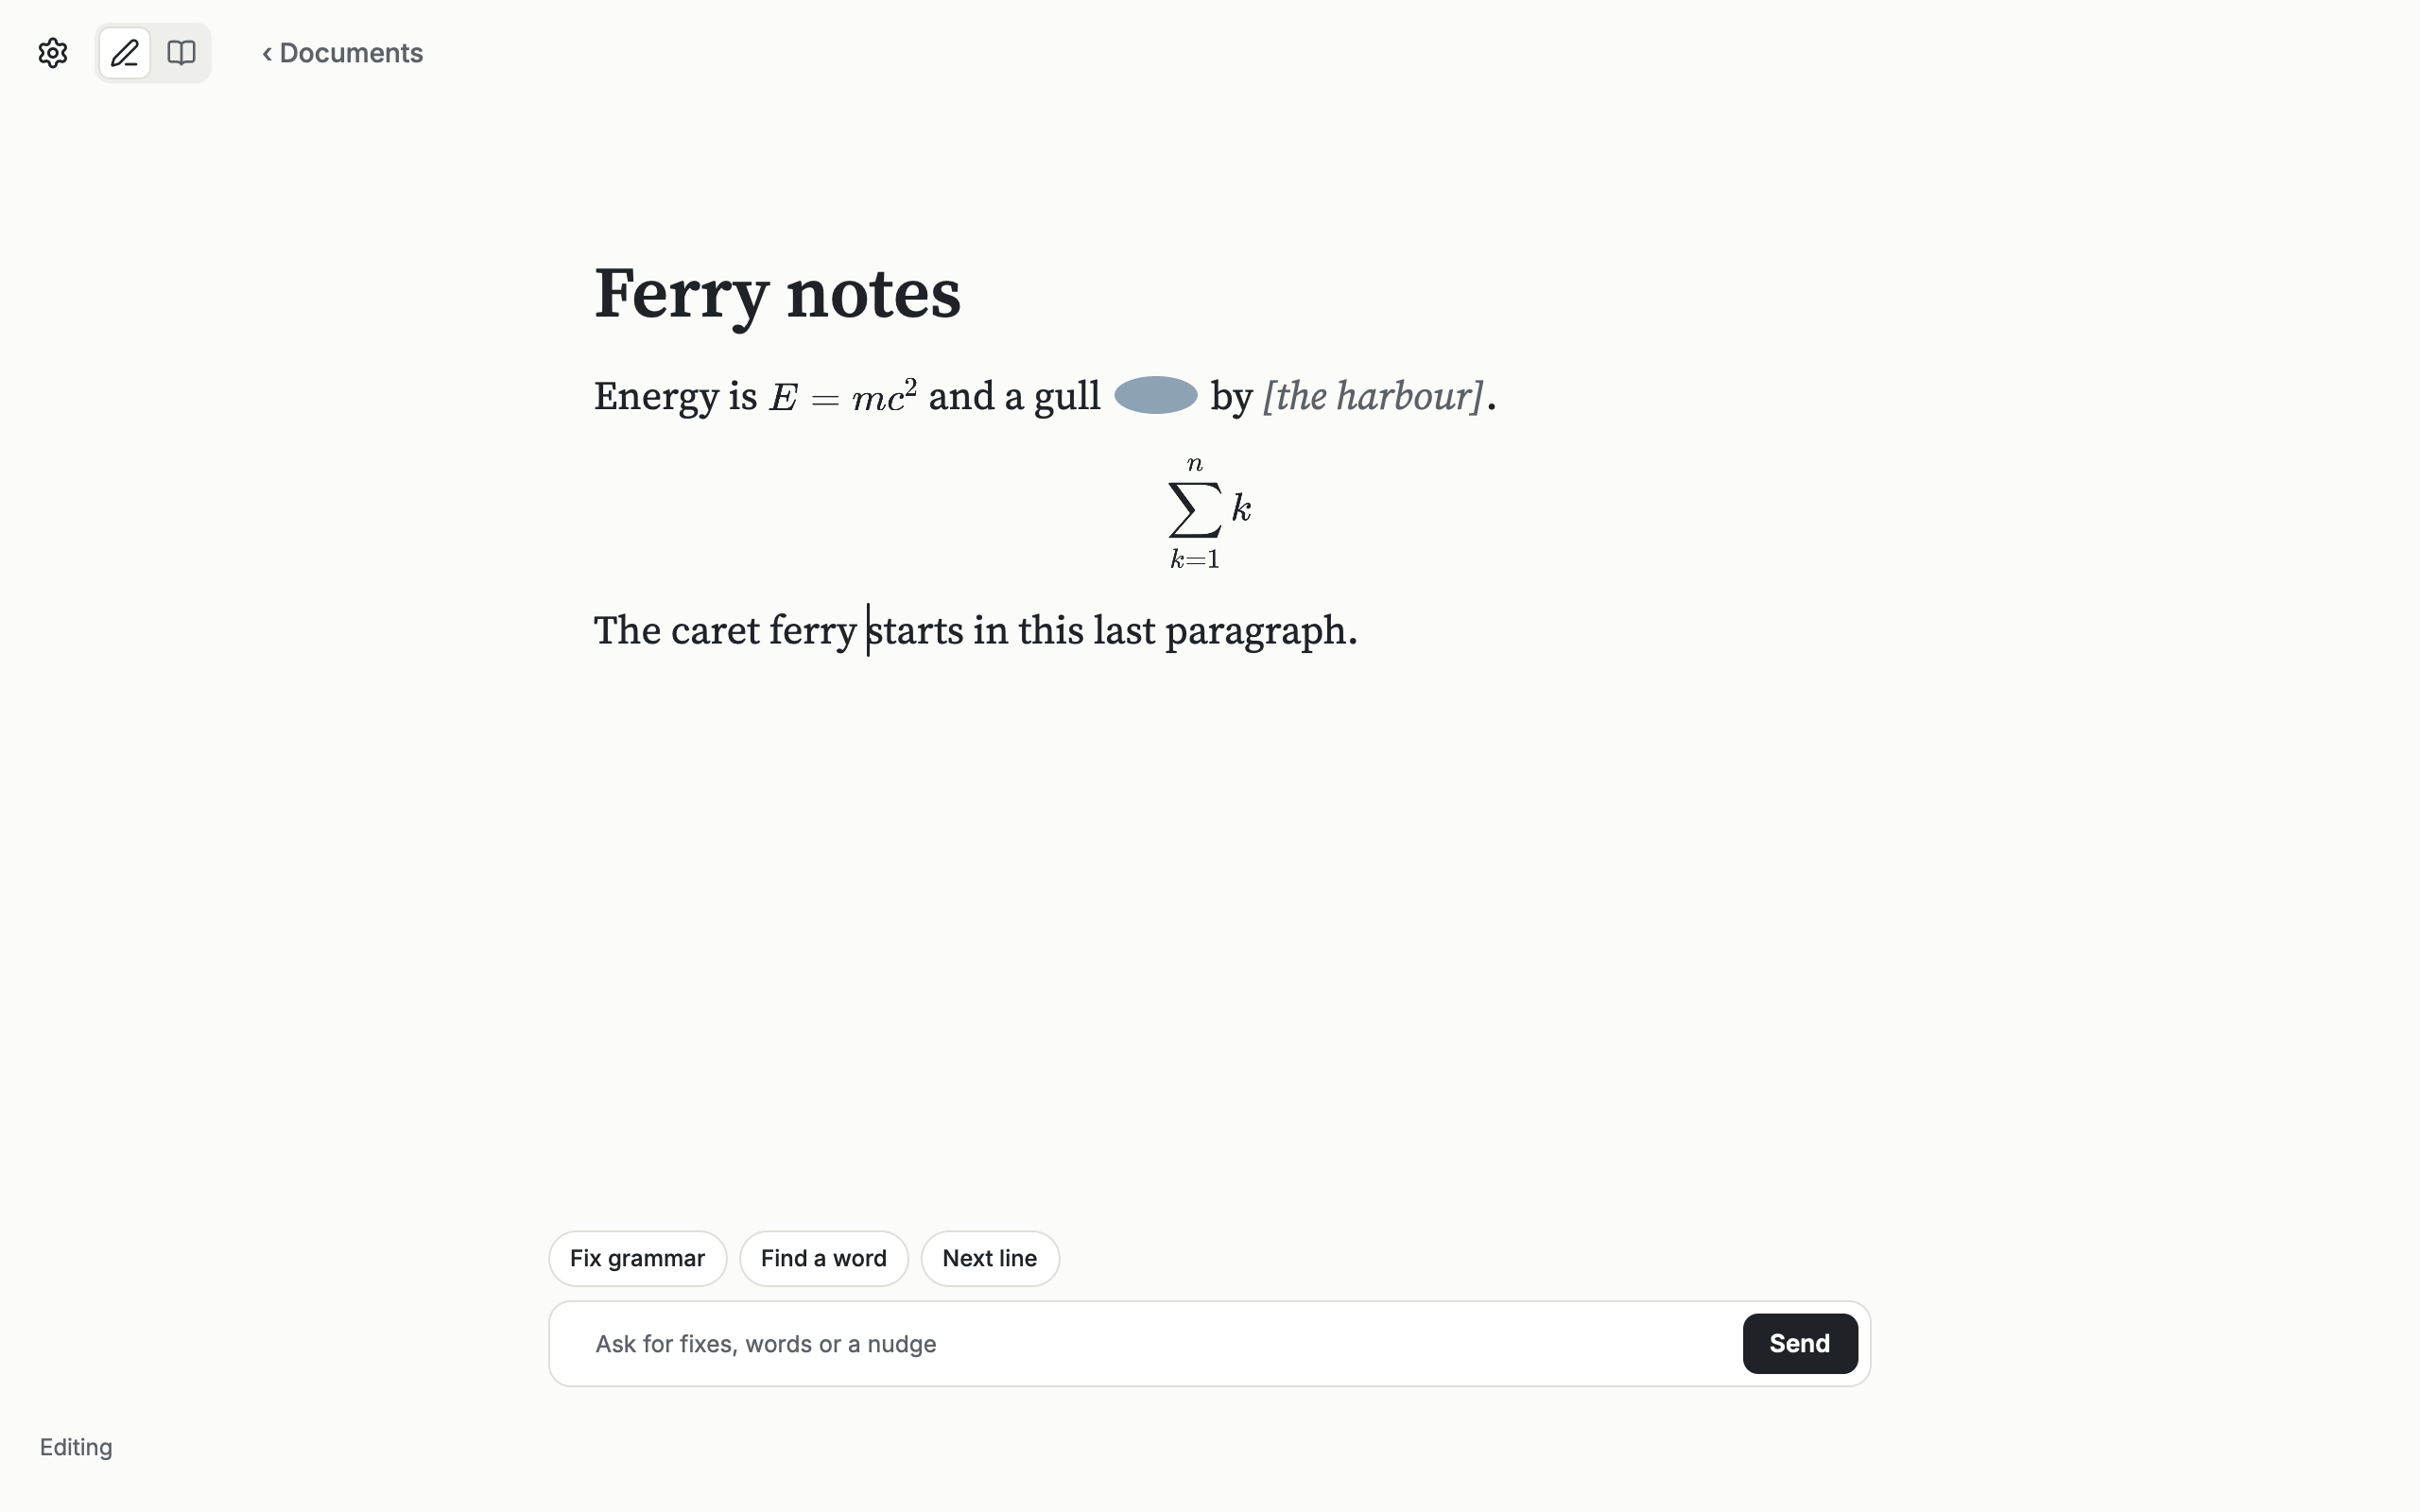 ‹ Documents
Ferry notes
Energy is E = mc² and a gull by [the harbour].
n
∑ k
k=1
The caret ferry starts in this last paragraph.
Fix grammar Find a word Next line
Ask for fixes, words or a nudge Send
Editing